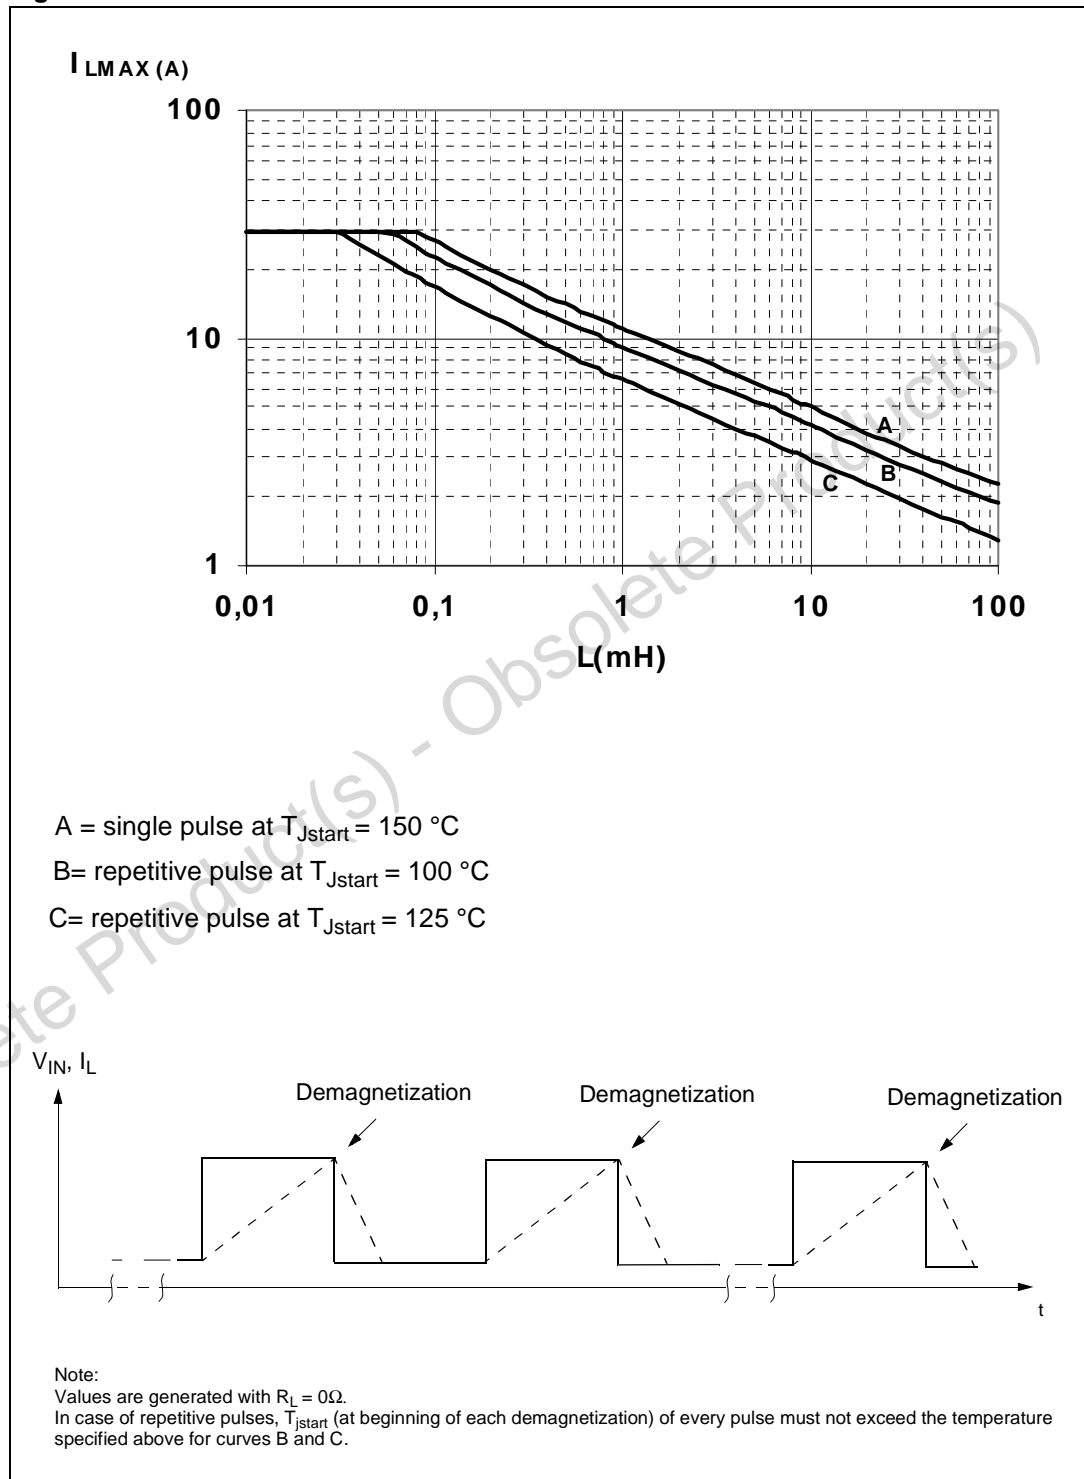 I LMAX (A)
100
10
1
0,01 0,1 1 10 100
L(mH)
A
B
C
Obsolete Product(s) - Obsolete Product(s)
A = single pulse at TJstart = 150 °C
B= repetitive pulse at TJstart = 100 °C
C= repetitive pulse at TJstart = 125 °C
VIN, IL
Demagnetization Demagnetization Demagnetization
t
Note:
Values are generated with RL = 0Ω.
In case of repetitive pulses, Tjstart (at beginning of each demagnetization) of every pulse must not exceed the temperature
specified above for curves B and C.